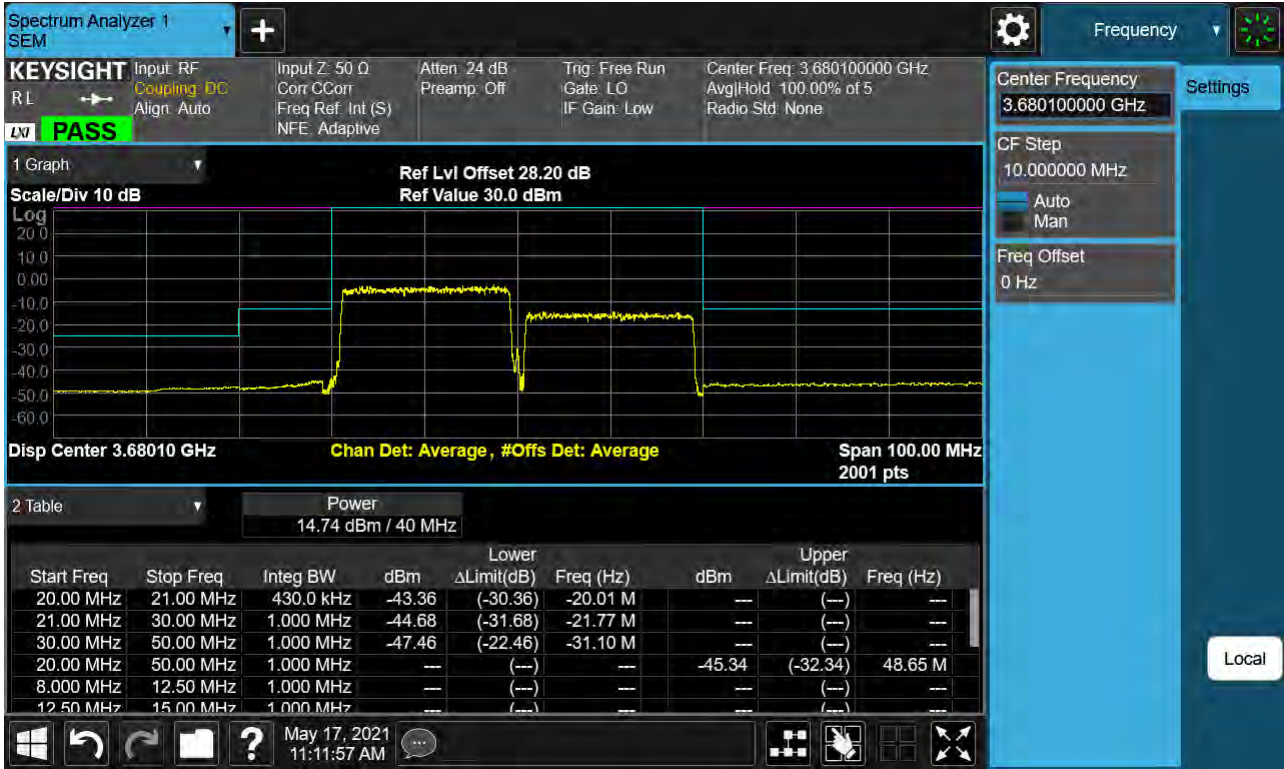 Spectrum Analyzer 1
SEM
Frequency
KEYSIGHT
R L
LXI PASS
Input: RF
Coupling: DC
Align: Auto
Input Z: 50 Ω
Corr CCorr
Freq Ref: Int (S)
NFE: Adaptive
Atten: 24 dB
Preamp: Off
Trig: Free Run
Gate: LO
IF Gain: Low
Center Freq: 3.680100000 GHz
Avg|Hold: 100.00% of 5
Radio Std: None
Center Frequency
3.680100000 GHz
Settings
CF Step
10.000000 MHz
Auto
Man
Freq Offset
0 Hz
Local
1 Graph
Scale/Div 10 dB
Ref Lvl Offset 28.20 dB
Ref Value 30.0 dBm
Log
20.0
10.0
0.00
-10.0
-20.0
-30.0
-40.0
-50.0
-60.0
Disp Center 3.68010 GHz
Chan Det: Average , #Offs Det: Average
Span 100.00 MHz
2001 pts
2 Table
Power
14.74 dBm / 40 MHz
Lower Upper
Start Freq Stop Freq Integ BW dBm ΔLimit(dB) Freq (Hz) dBm ΔLimit(dB) Freq (Hz)
20.00 MHz 21.00 MHz 430.0 kHz -43.36 (-30.36) -20.01 M --- (---) ---
21.00 MHz 30.00 MHz 1.000 MHz -44.68 (-31.68) -21.77 M --- (---) ---
30.00 MHz 50.00 MHz 1.000 MHz -47.46 (-22.46) -31.10 M --- (---) ---
20.00 MHz 50.00 MHz 1.000 MHz --- (---) --- -45.34 (-32.34) 48.65 M
8.000 MHz 12.50 MHz 1.000 MHz --- (---) --- --- (---) ---
12.50 MHz 15.00 MHz 1.000 MHz --- (---) --- --- (---) ---
?
May 17, 2021
11:11:57 AM